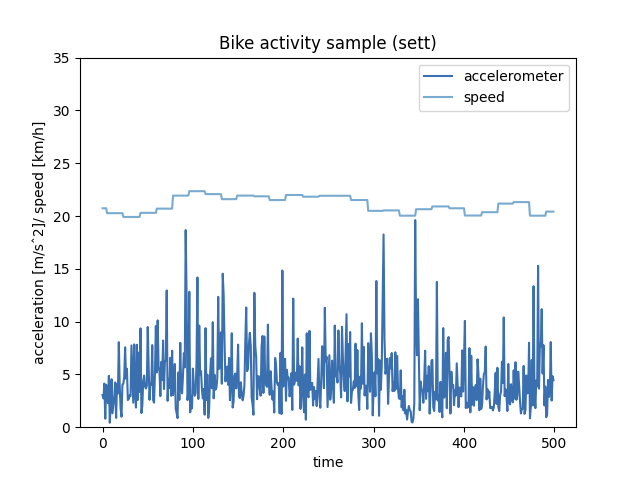 Bike activity sample (sett)
accelerometer
speed
acceleration [m/s^2]/ speed [km/h]
35
30
25
20
15
10
5
0
0 100 200 300 400 500
time